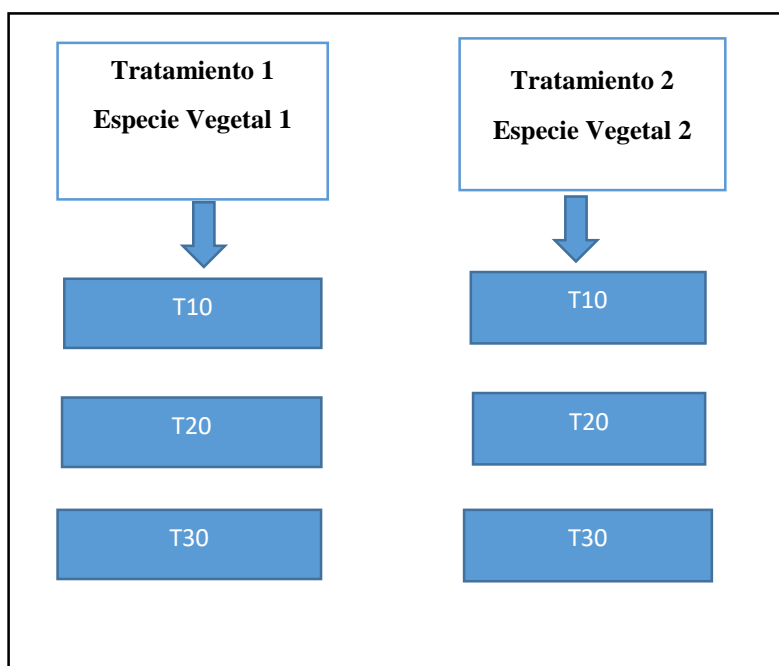 Tratamiento 1
Especie Vegetal 1
T10
T20
T30
Tratamiento 2
Especie Vegetal 2
T10
T20
T30